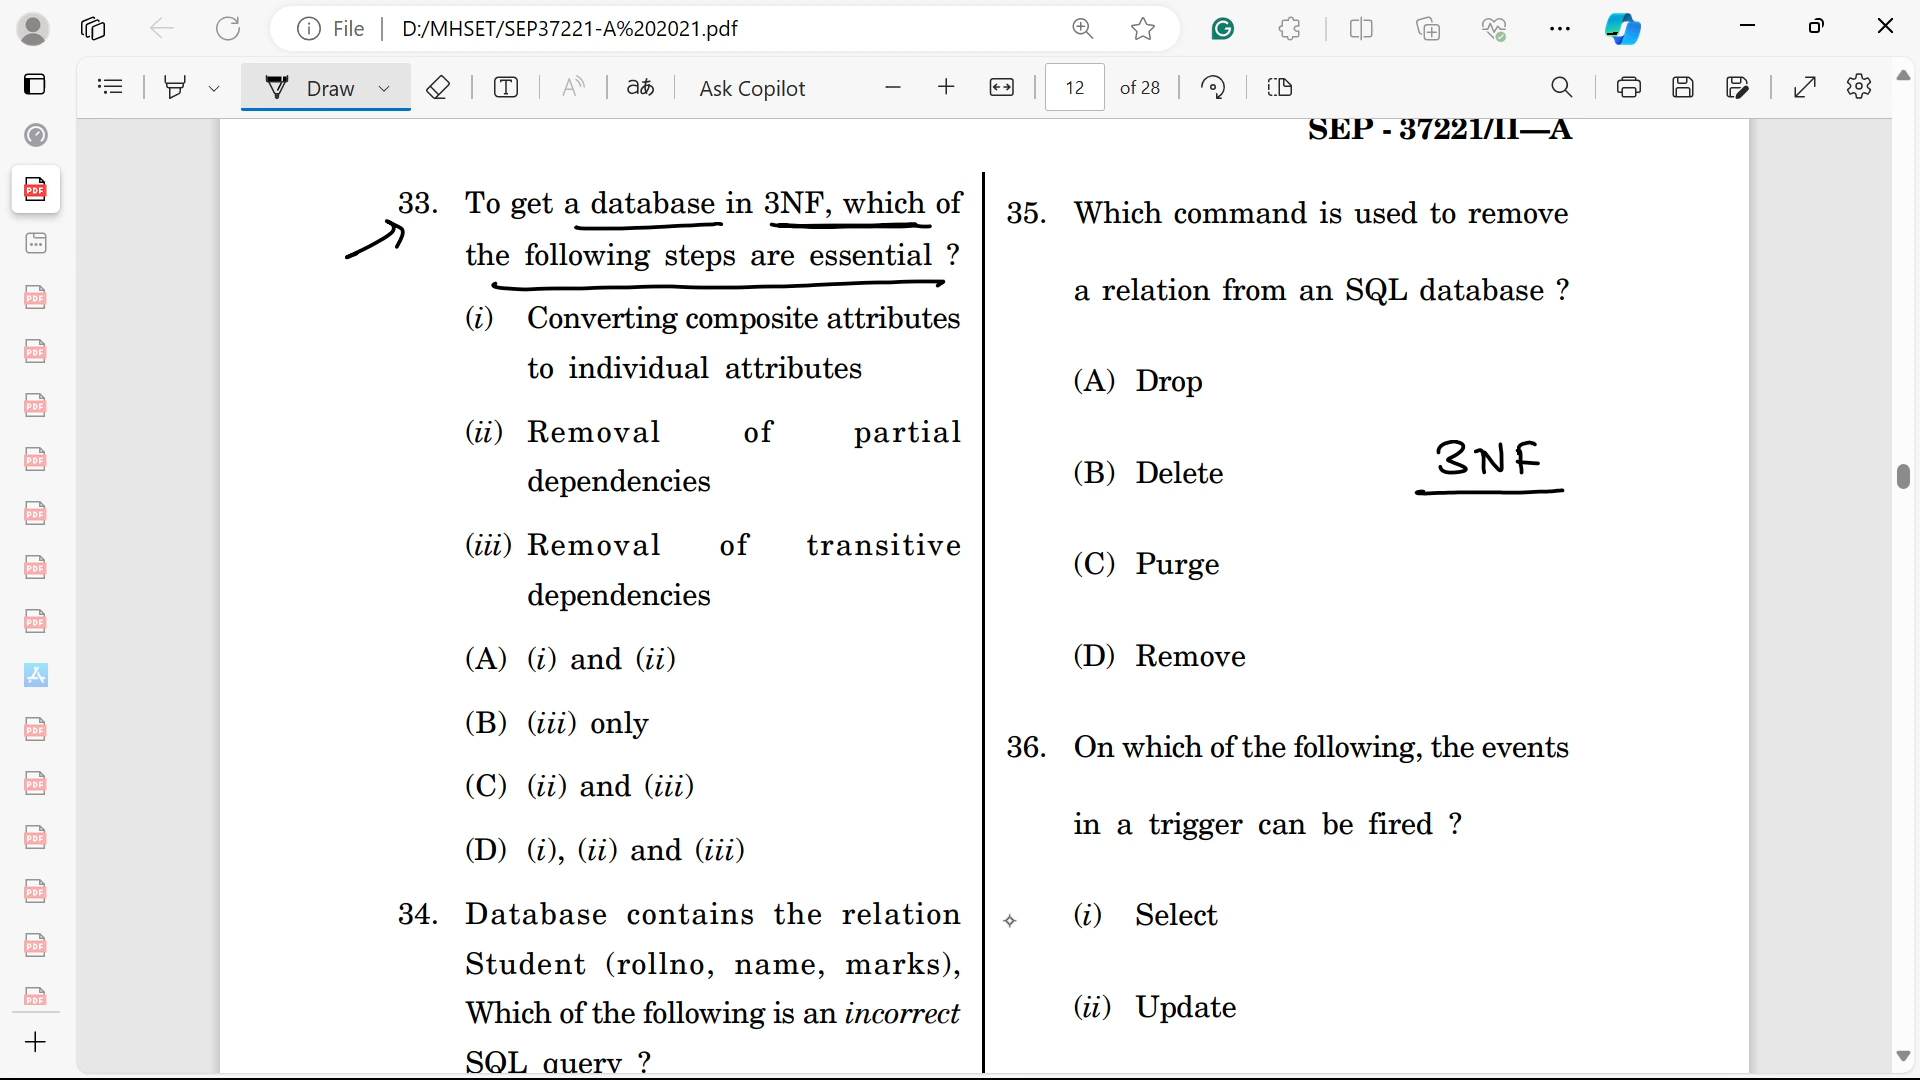 File
D:/MHSET/SEP37221-A%202021.pdf
Draw
Ask Copilot
12
of 28
SEP - 37221/II—A
33. To get a database in 3NF, which of
the following steps are essential ?
(i) Converting composite attributes
to individual attributes
(ii) Removal of partial
dependencies
(iii) Removal of transitive
dependencies
(A) (i) and (ii)
(B) (iii) only
(C) (ii) and (iii)
(D) (i), (ii) and (iii)
34. Database contains the relation
Student (rollno, name, marks),
Which of the following is an incorrect
SQL query ?
35. Which command is used to remove
a relation from an SQL database ?
(A) Drop
(B) Delete
3NF
(C) Purge
(D) Remove
36. On which of the following, the events
in a trigger can be fired ?
(i) Select
(ii) Update